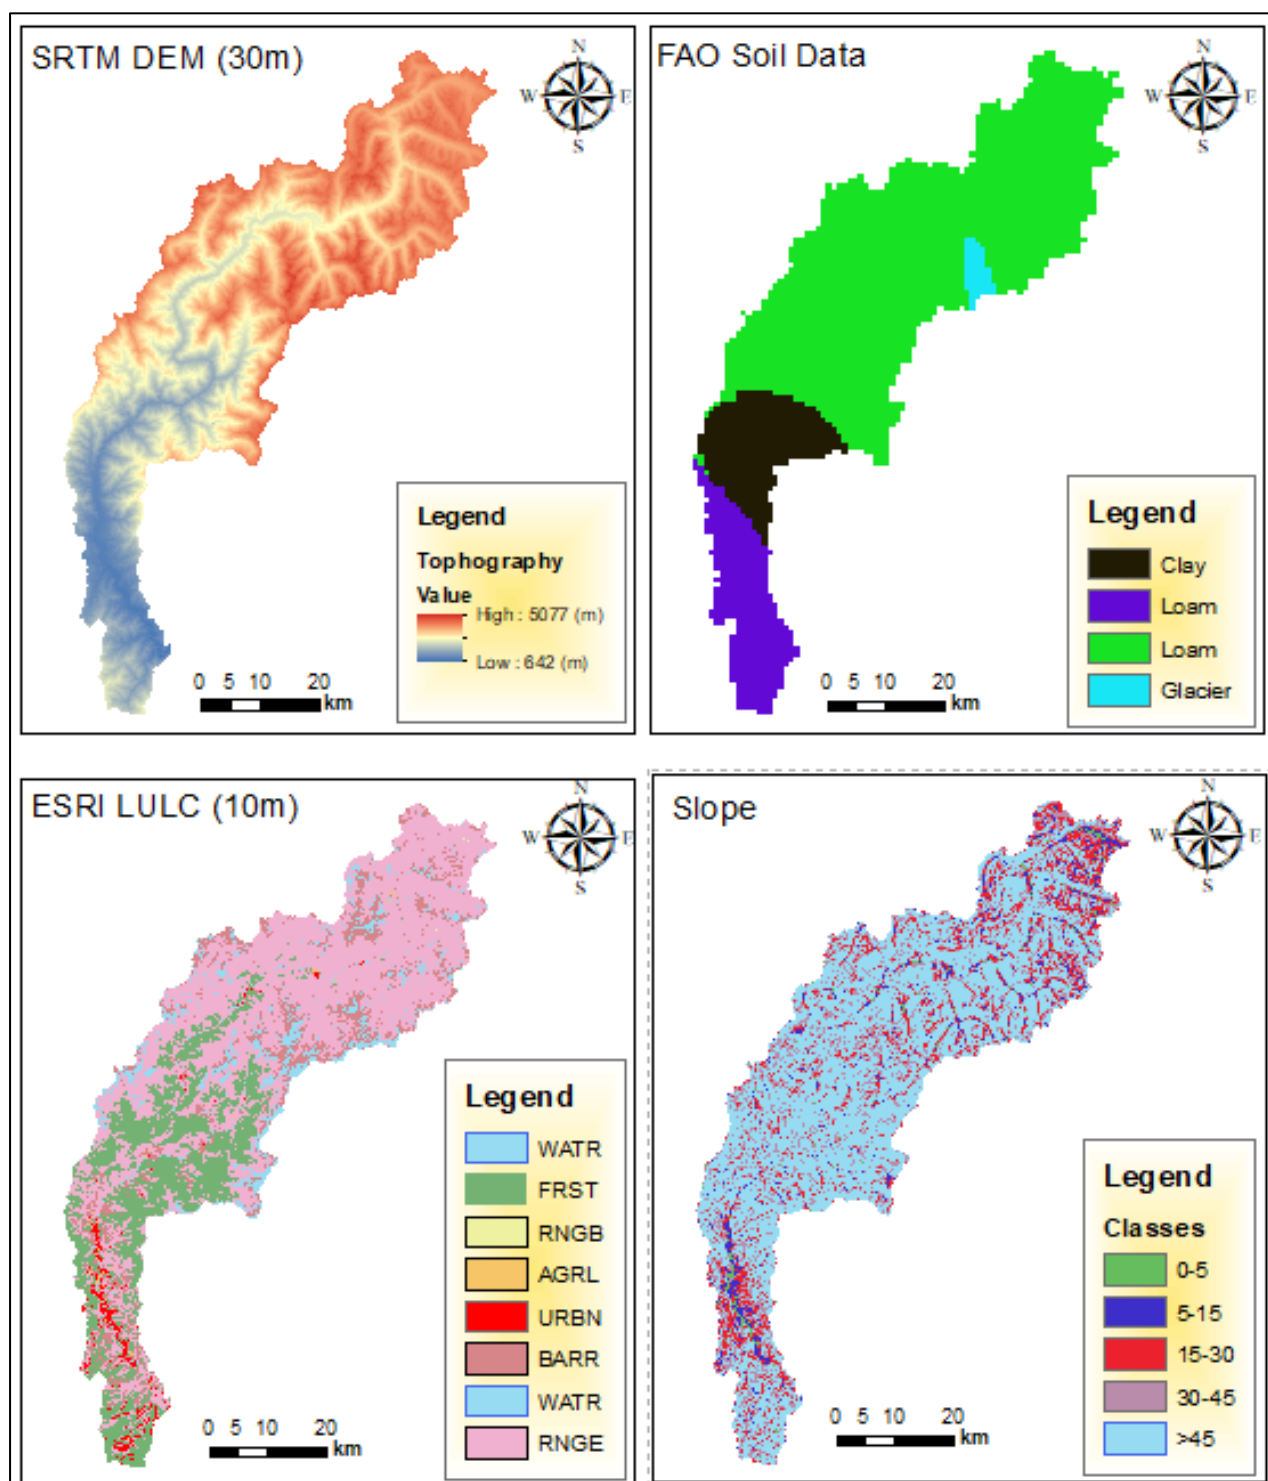 SRTM DEM (30m)
N
W E
S
Legend
Tophography
Value
High : 5077 (m)
Low : 642 (m)
0 5 10 20
km
FAO Soil Data
N
W E
S
Legend
Clay
Loam
Loam
Glacier
0 5 10 20
km
ESRI LULC (10m)
N
W E
S
Legend
WATR
FRST
RNGB
AGRL
URBN
BARR
WATR
RNGE
0 5 10 20
km
Slope
N
W E
S
Legend
Classes
0-5
5-15
15-30
30-45
>45
0 5 10 20
km